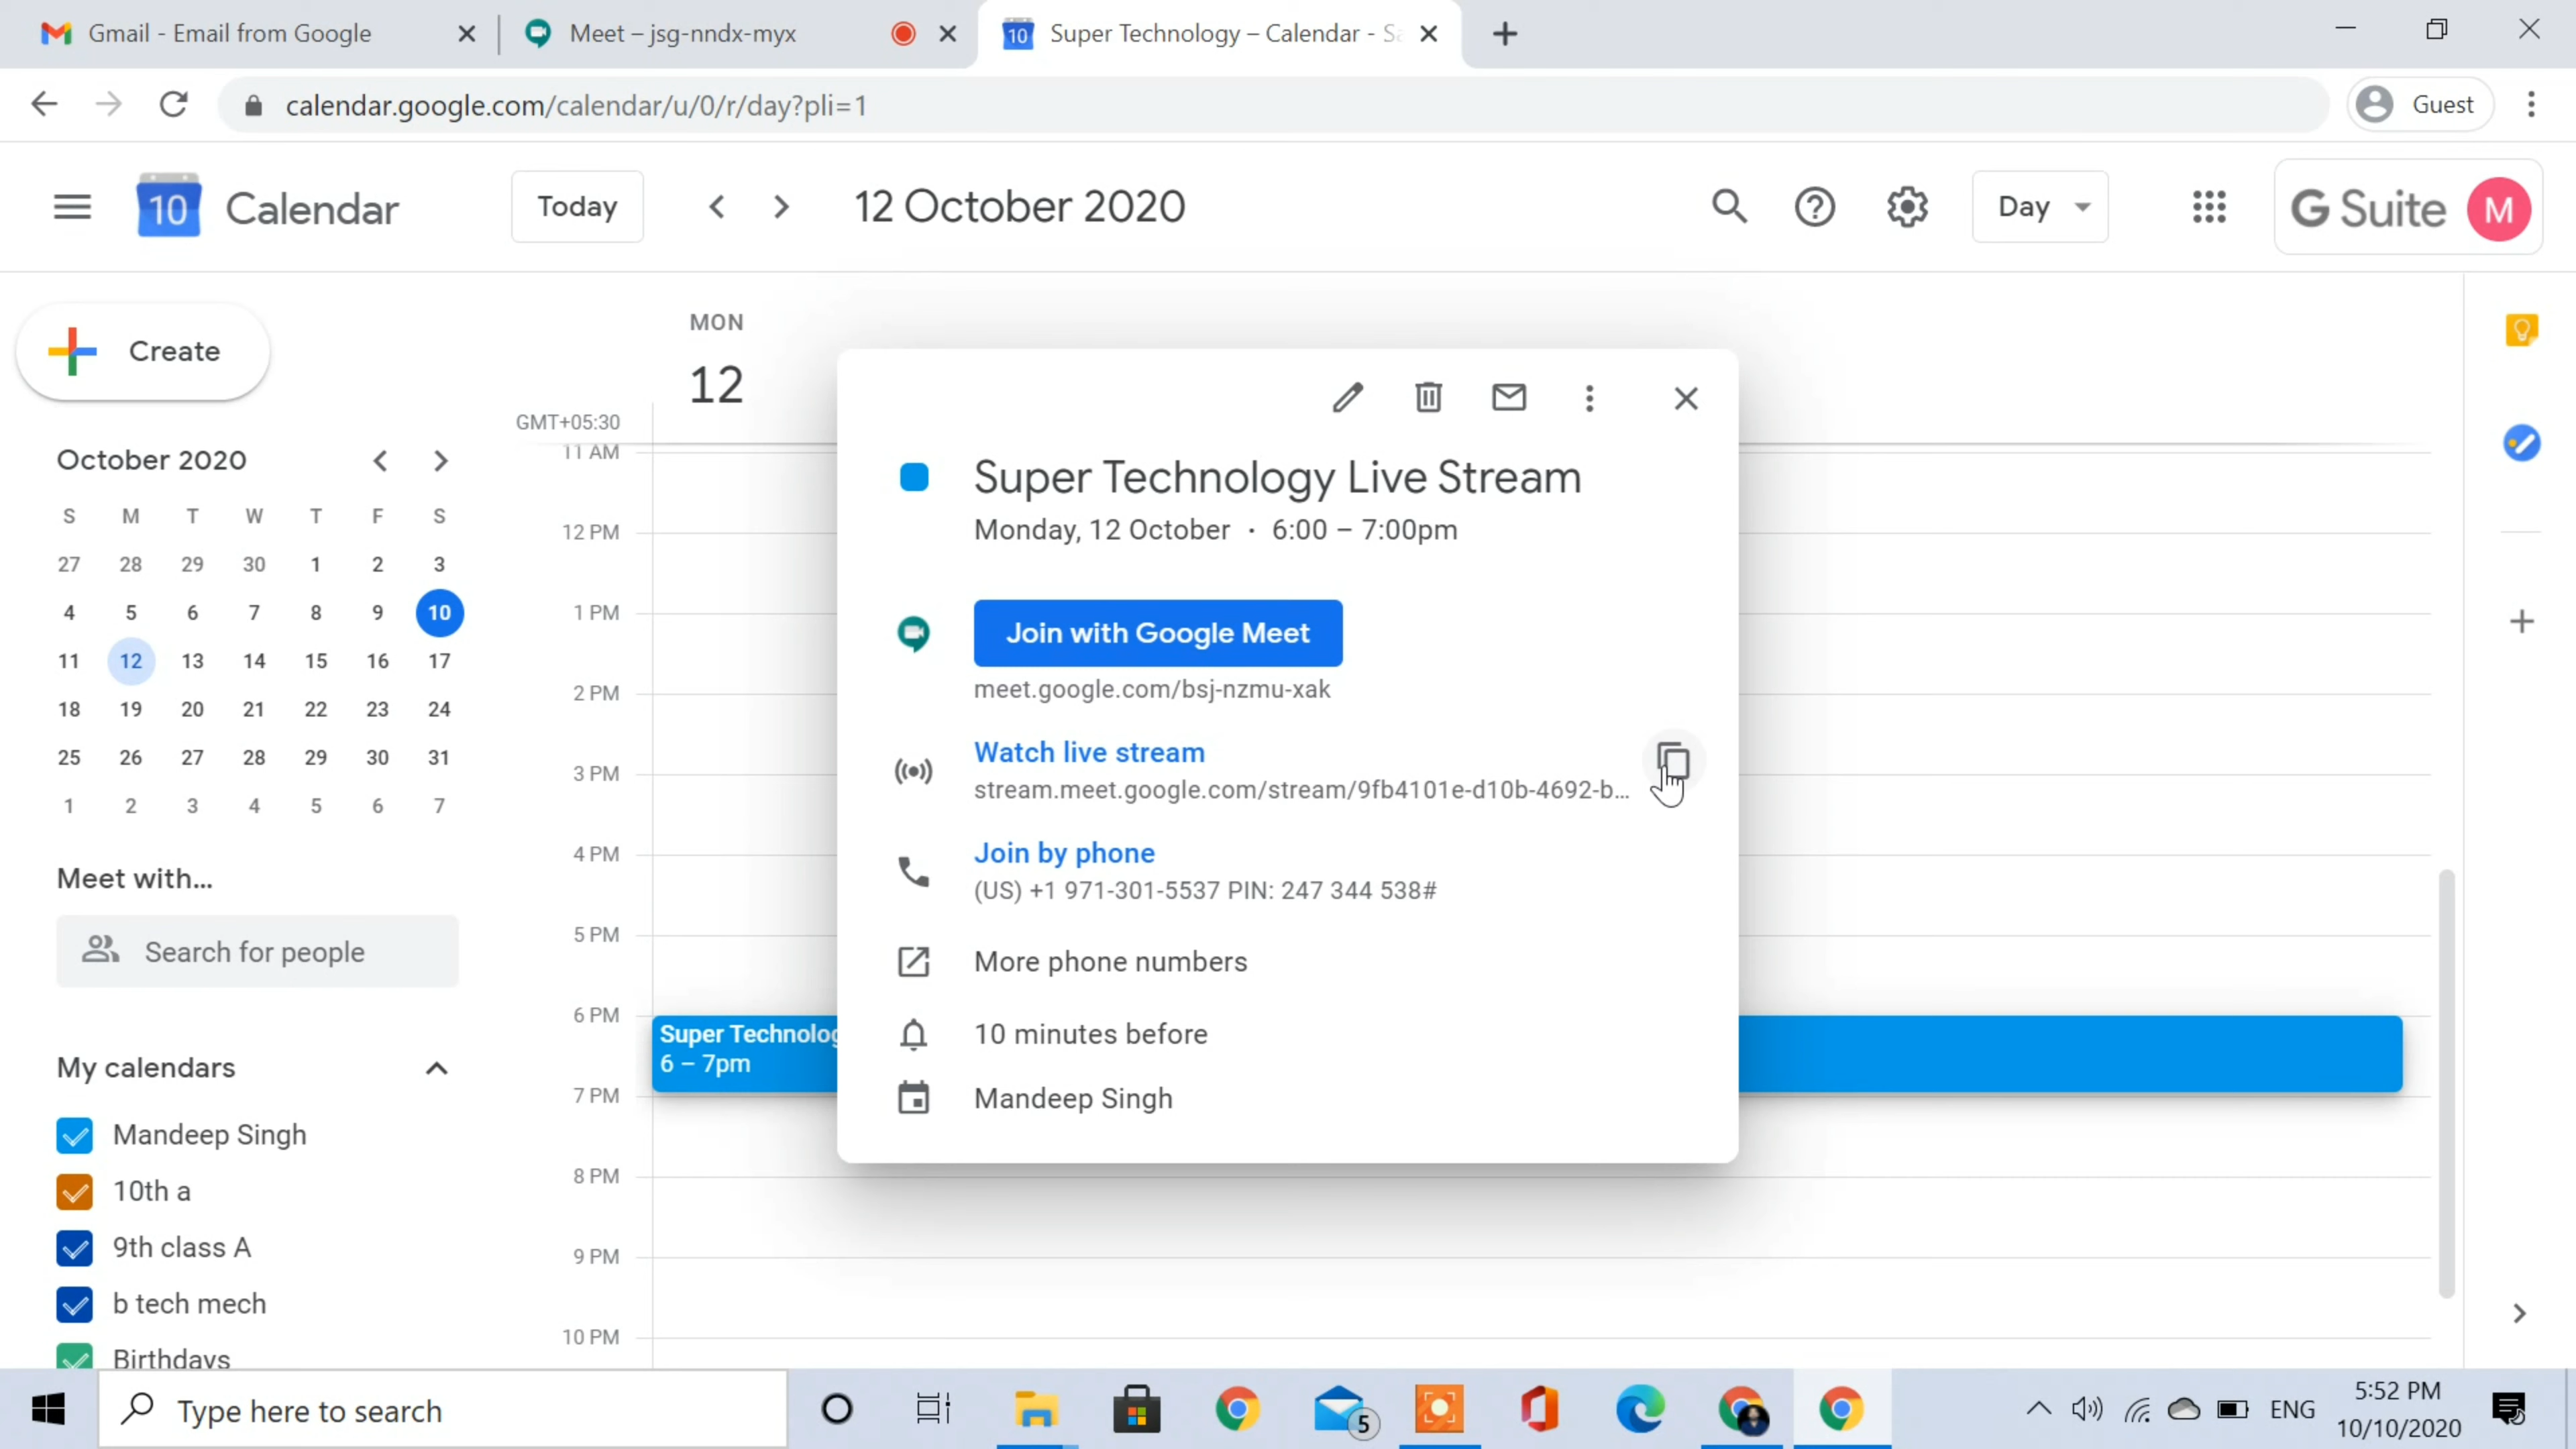 Gmail - Email from Google
Meet – jsg-nndx-myx
10
Super Technology – Calendar - Sa
calendar.google.com/calendar/u/0/r/day?pli=1
Guest
10
Calendar
Today
12 October 2020
Day
G Suite
M
Create
MON
12
GMT+05:30
October 2020
S M T W T F S
27 28 29 30 1 2 3
4 5 6 7 8 9 10
11 12 13 14 15 16 17
18 19 20 21 22 23 24
25 26 27 28 29 30 31
1 2 3 4 5 6 7
Meet with...
Search for people
My calendars
Mandeep Singh
10th a
9th class A
b tech mech
Birthdays
11 AM
12 PM
1 PM
2 PM
3 PM
4 PM
5 PM
6 PM
7 PM
8 PM
9 PM
10 PM
Super Technolog
6 – 7pm
Super Technology Live Stream
Monday, 12 October · 6:00 – 7:00pm
Join with Google Meet
meet.google.com/bsj-nzmu-xak
Watch live stream
stream.meet.google.com/stream/9fb4101e-d10b-4692-b...
Join by phone
(US) +1 971-301-5537 PIN: 247 344 538#
More phone numbers
10 minutes before
Mandeep Singh
Type here to search
5
ENG
5:52 PM
10/10/2020